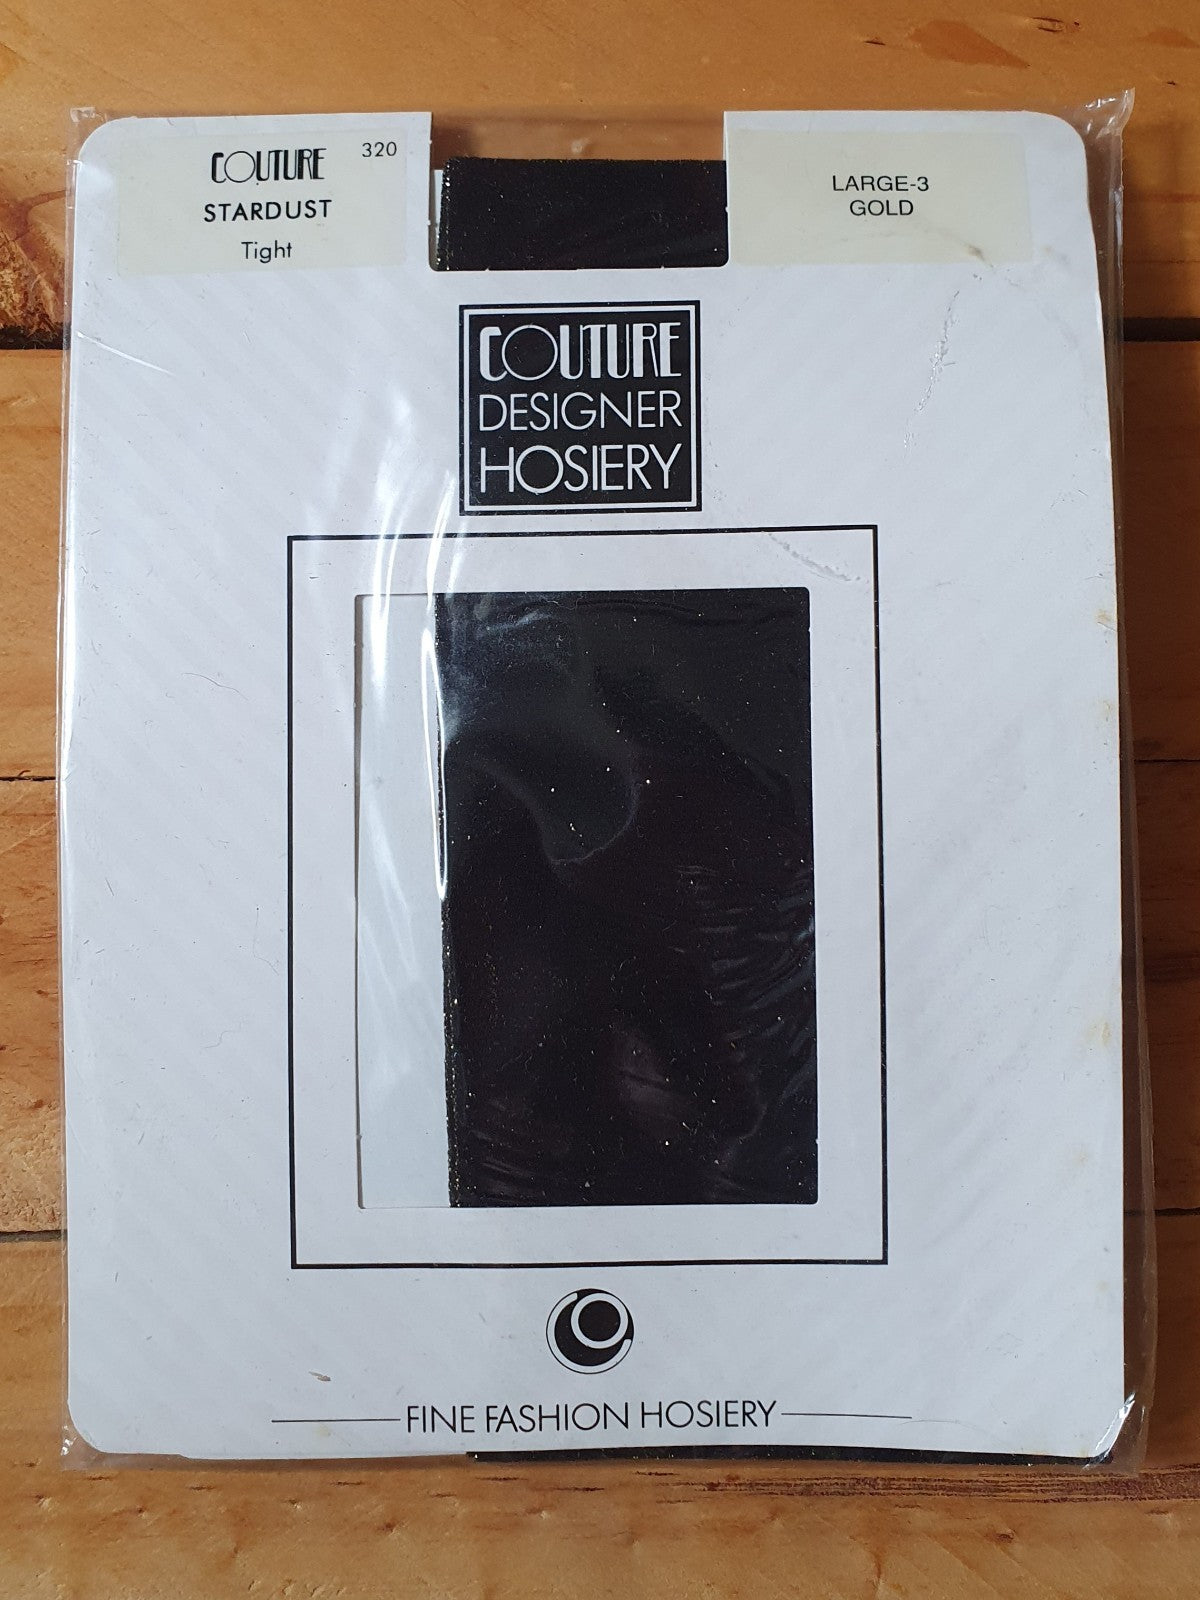 COUTURE 320
STARDUST
Tight
LARGE-3
GOLD
COUTURE
DESIGNER
HOSIERY
FINE FASHION HOSIERY